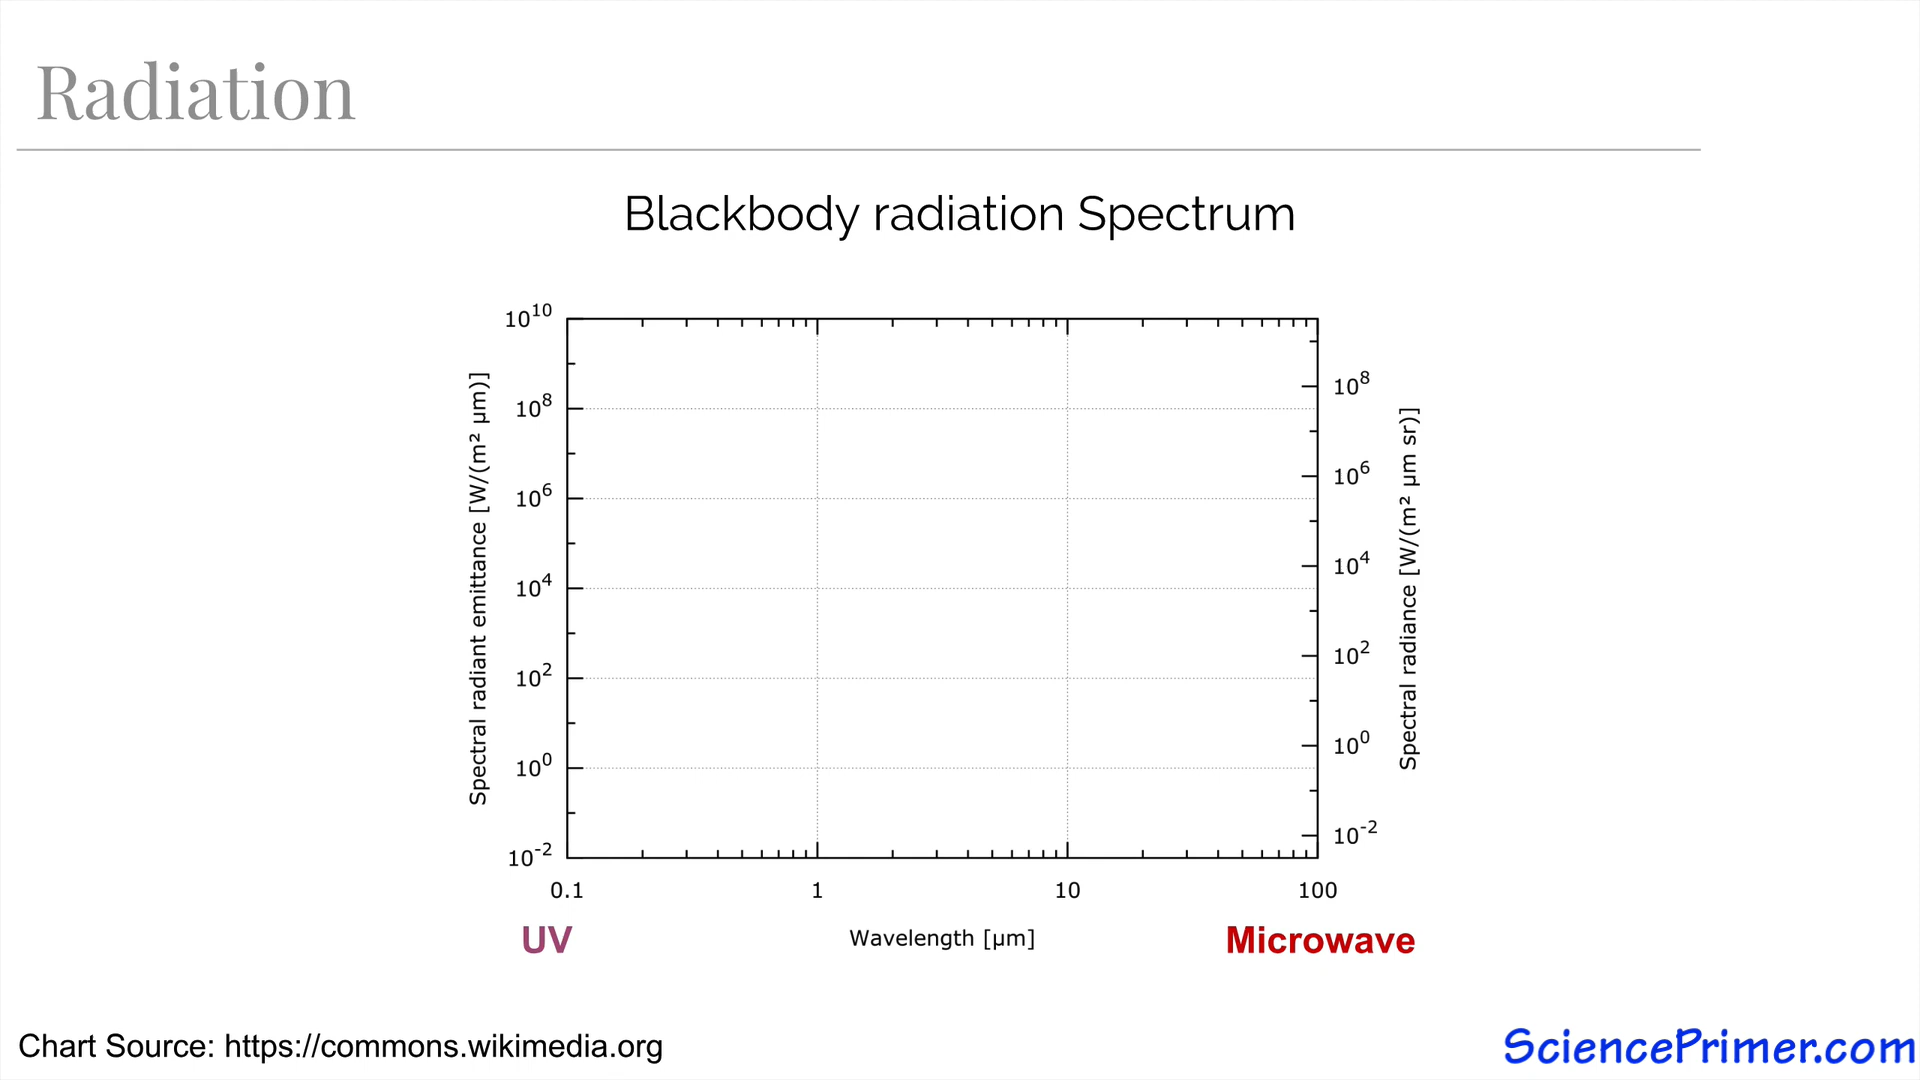 Radiation
Blackbody radiation Spectrum
Spectral radiant emittance [W/(m² µm)]
10¹⁰
10⁸
10⁶
10⁴
10²
10⁰
10⁻²
10⁸
10⁶
10⁴
10²
10⁰
10⁻²
Spectral radiance [W/(m² µm sr)]
0.1 1 10 100
UV Wavelength [µm] Microwave
Chart Source: https://commons.wikimedia.org
SciencePrimer.com